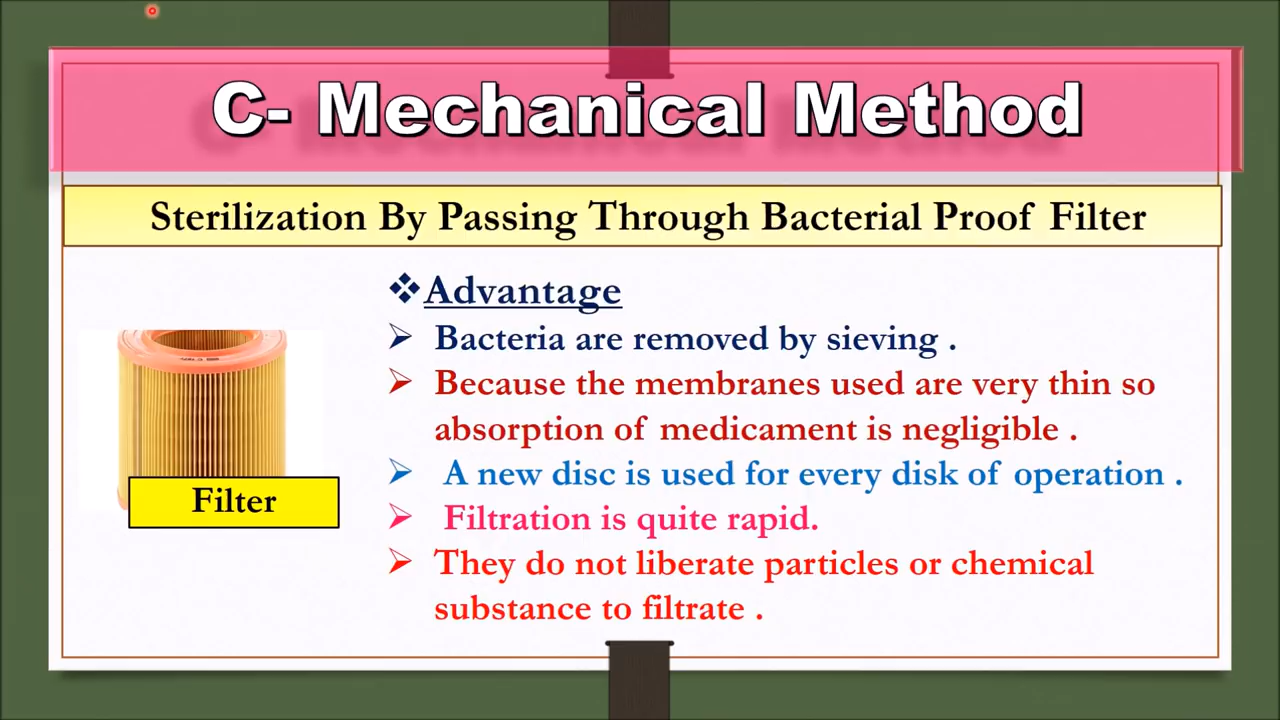 C- Mechanical Method
Sterilization By Passing Through Bacterial Proof Filter
Advantage
Bacteria are removed by sieving .
Because the membranes used are very thin so
absorption of medicament is negligible .
A new disc is used for every disk of operation .
Filtration is quite rapid.
They do not liberate particles or chemical
substance to filtrate .
Filter